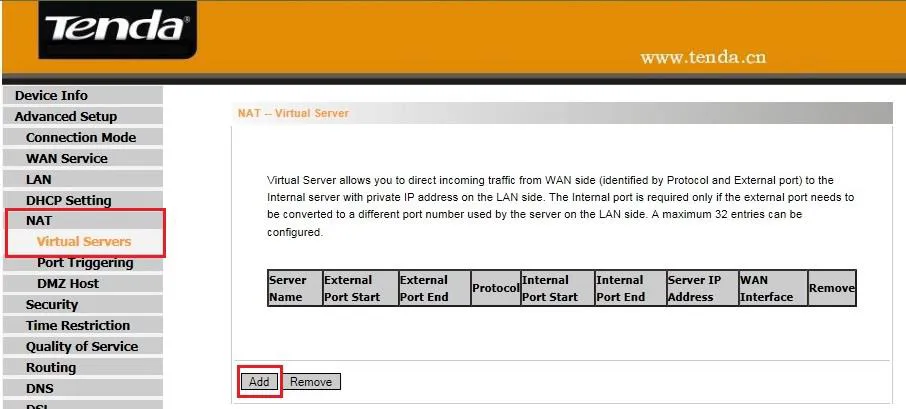 Tenda®
www.tenda.cn
Device Info
Advanced Setup
Connection Mode
WAN Service
LAN
DHCP Setting
NAT
Virtual Servers
Port Triggering
DMZ Host
Security
Time Restriction
Quality of Service
Routing
DNS
DSL
NAT -- Virtual Server
Virtual Server allows you to direct incoming traffic from WAN side (identified by Protocol and External port) to the
Internal server with private IP address on the LAN side. The Internal port is required only if the external port needs to
be converted to a different port number used by the server on the LAN side. A maximum 32 entries can be
configured.
Server Name External Port Start External Port End Protocol Internal Port Start Internal Port End Server IP Address WAN Interface Remove
Add Remove